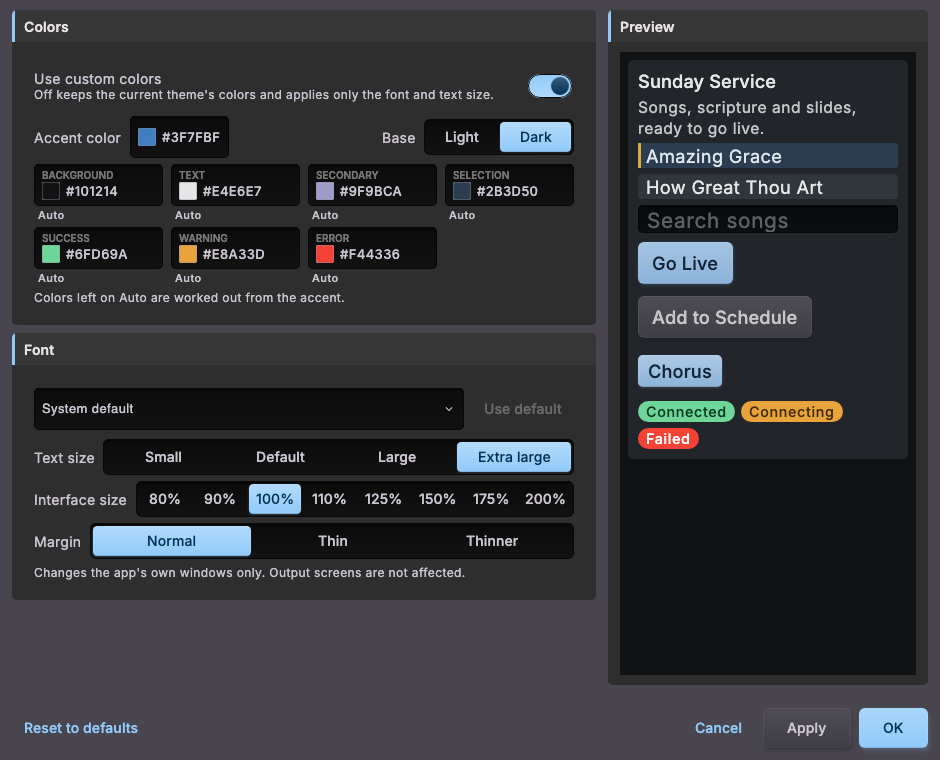 Colors
Use custom colors
Off keeps the current theme's colors and applies only the font and text size.
Accent color #3F7FBF Base Light Dark
BACKGROUND TEXT SECONDARY SELECTION
#101214 #E4E6E7 #9F9BCA #2B3D50
Auto Auto Auto Auto
SUCCESS WARNING ERROR
#6FD69A #E8A33D #F44336
Auto Auto Auto
Colors left on Auto are worked out from the accent.
Font
System default Use default
Text size Small Default Large Extra large
Interface size 80% 90% 100% 110% 125% 150% 175% 200%
Margin Normal Thin Thinner
Changes the app's own windows only. Output screens are not affected.
Preview
Sunday Service
Songs, scripture and slides,
ready to go live.
Amazing Grace
How Great Thou Art
Search songs
Go Live
Add to Schedule
Chorus
Connected Connecting
Failed
Reset to defaults Cancel Apply OK